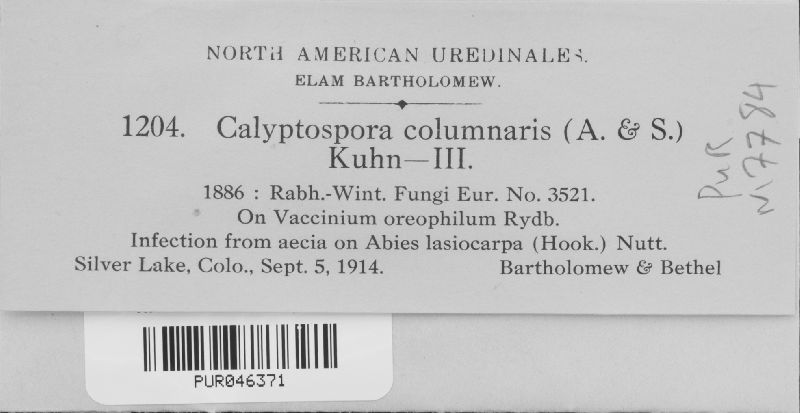 NORTH AMERICAN UREDINALES.
ELAM BARTHOLOMEW.
1204. Calyptospora columnaris (A. & S.)
Kuhn—III.
1886 : Rabh.-Wint. Fungi Eur. No. 3521.
On Vaccinium oreophilum Rydb.
Infection from aecia on Abies lasiocarpa (Hook.) Nutt.
Silver Lake, Colo., Sept. 5, 1914. Bartholomew & Bethel
PUR
N7784
PUR046371